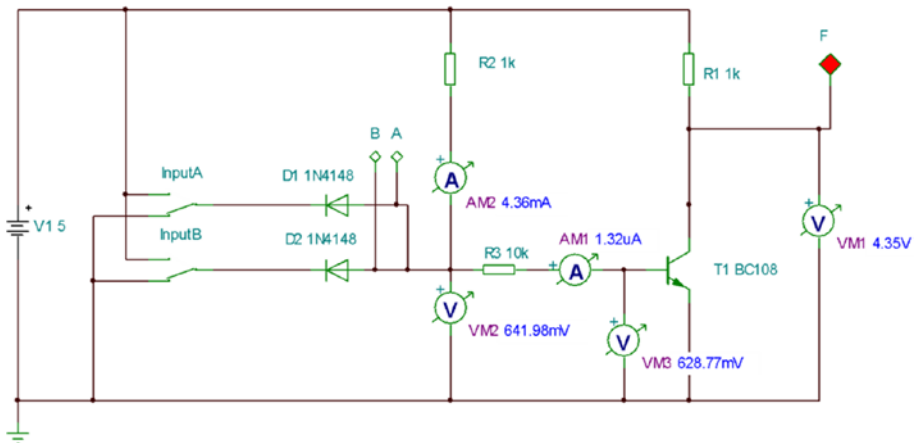 F
R2 1k
R1 1k
B A
InputA
D1 1N4148
+
A
AM2 4.36mA
+
V1 5
InputB
D2 1N4148
+
V
VM1 4.35V
AM1 1.32uA
R3 10k
+
A
T1 BC108
+
V
VM2 641.98mV
+
V
VM3 628.77mV